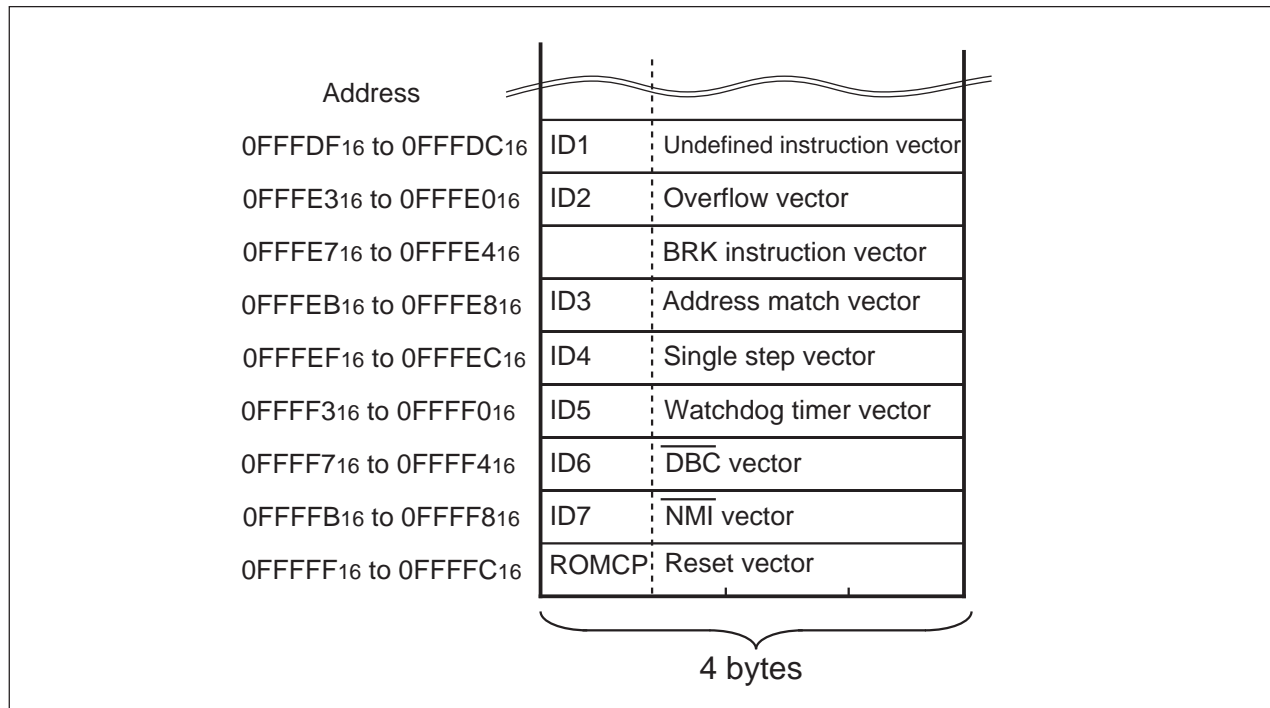 Address
0FFFDF16 to 0FFFDC16 ID1 Undefined instruction vector
0FFFE316 to 0FFFE016 ID2 Overflow vector
0FFFE716 to 0FFFE416 BRK instruction vector
0FFFEB16 to 0FFFE816 ID3 Address match vector
0FFFEF16 to 0FFFEC16 ID4 Single step vector
0FFFF316 to 0FFFF016 ID5 Watchdog timer vector
0FFFF716 to 0FFFF416 ID6 DBC vector
0FFFFB16 to 0FFFF816 ID7 NMI vector
0FFFFF16 to 0FFFFC16 ROMCP Reset vector
4 bytes